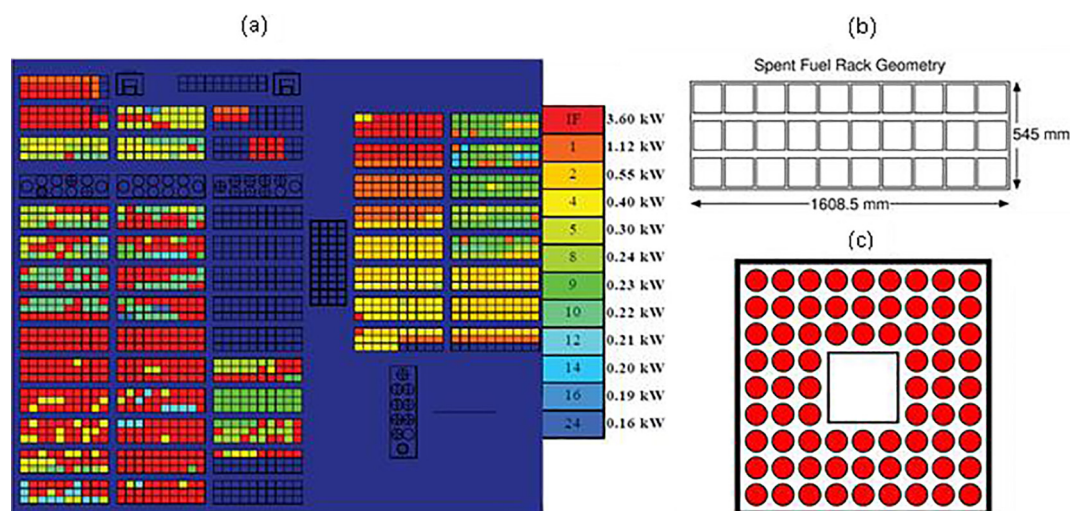 (a)
(b)
Spent Fuel Rack Geometry
545 mm
1608.5 mm
(c)
IF 3.60 kW
1 1.12 kW
2 0.55 kW
4 0.40 kW
5 0.30 kW
8 0.24 kW
9 0.23 kW
10 0.22 kW
12 0.21 kW
14 0.20 kW
16 0.19 kW
24 0.16 kW